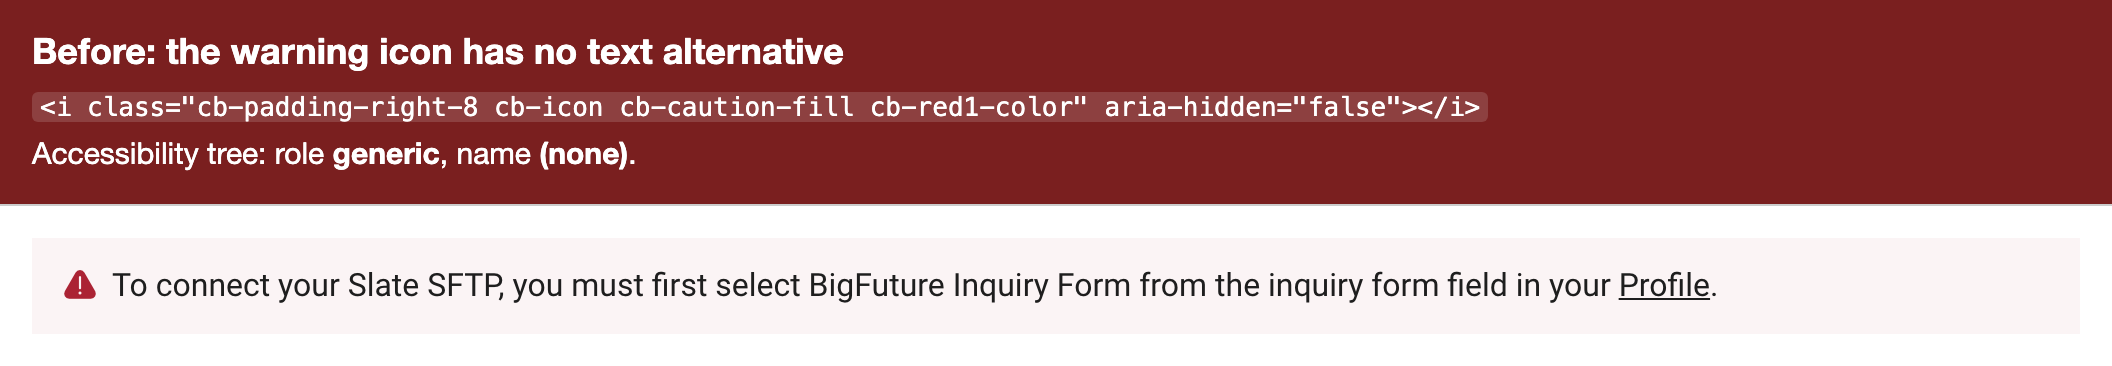 Before: the warning icon has no text alternative
<i class="cb-padding-right-8 cb-icon cb-caution-fill cb-red1-color" aria-hidden="false"></i>
Accessibility tree: role generic, name (none).
To connect your Slate SFTP, you must first select BigFuture Inquiry Form from the inquiry form field in your Profile.